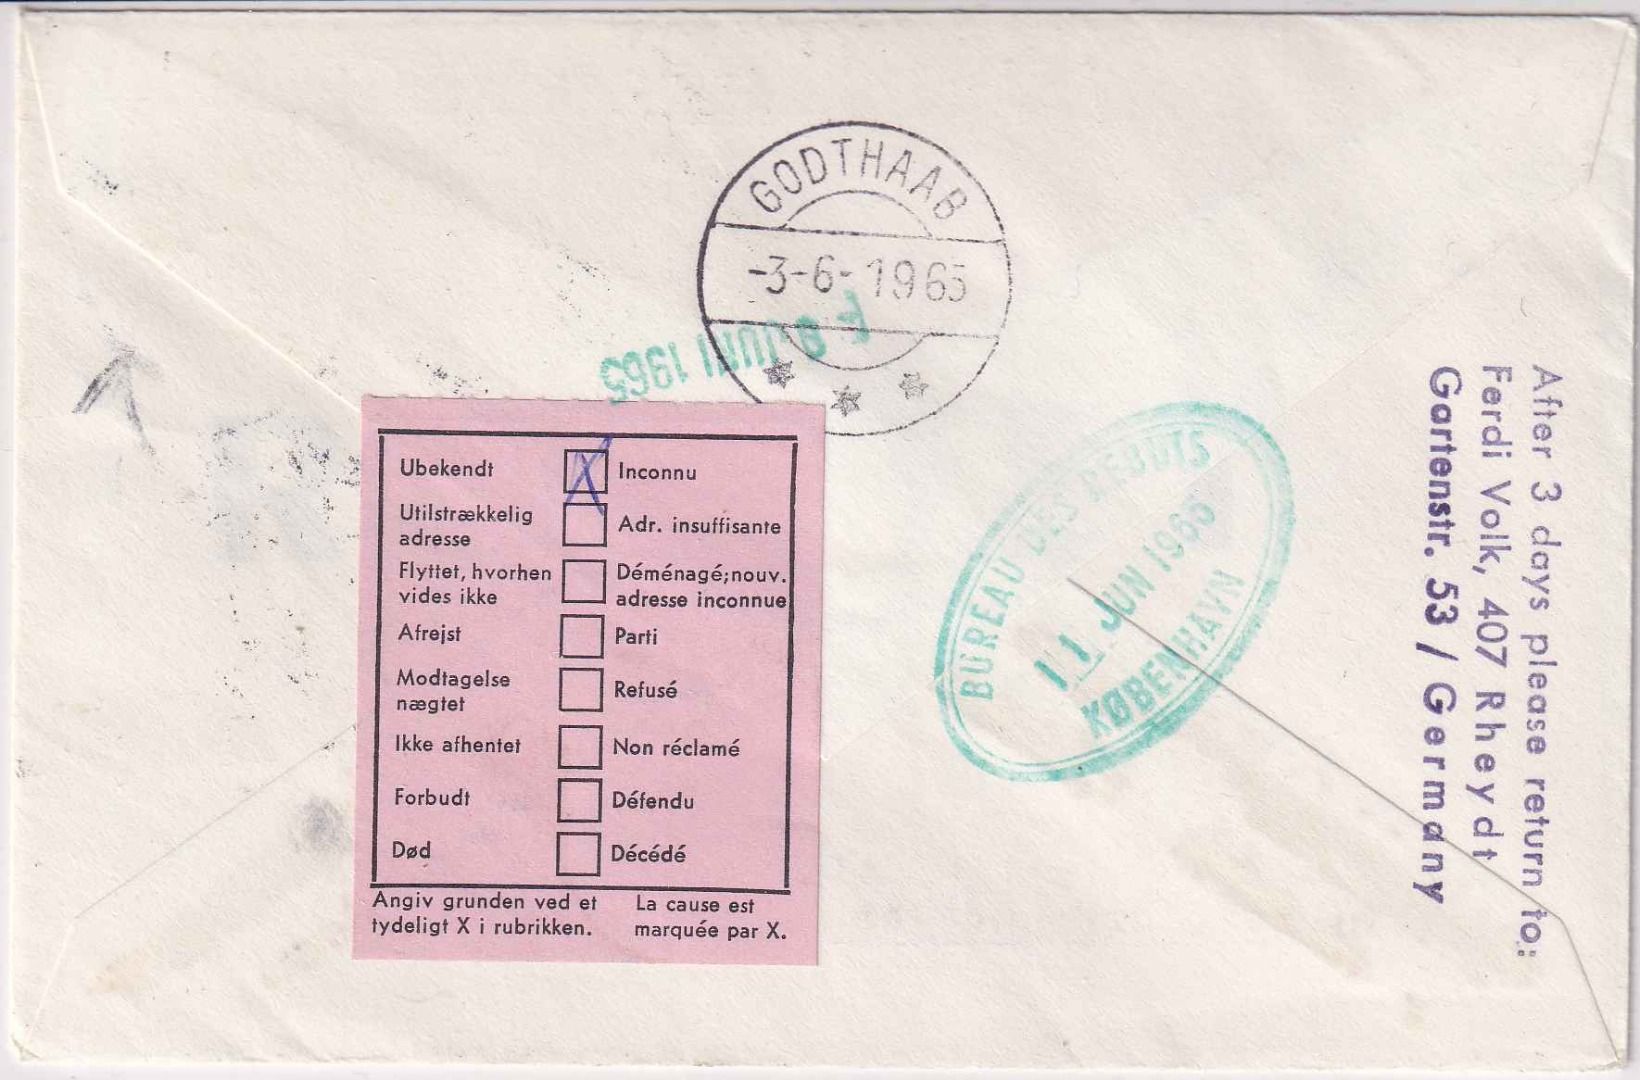 GODTHAAB
-3-6-1965
F 9 JUNI 1965
Ubekendt X Inconnu
Utilstrækkelig
adresse Adr. insuffisante
Flyttet, hvorhen
vides ikke Déménagé; nouv.
adresse inconnue
Afrejst Parti
Modtagelse
nægtet Refusé
Ikke afhentet Non réclamé
Forbudt Défendu
Død Décédé
Angiv grunden ved et
tydeligt X i rubrikken.
La cause est
marquée par X.
BUREAU DES REBUTS
11 JUN 1965
KØBENHAVN
After 3 days please return to:
Ferdi Volk, 407 Rheydt
Gartenstr. 53 / Germany